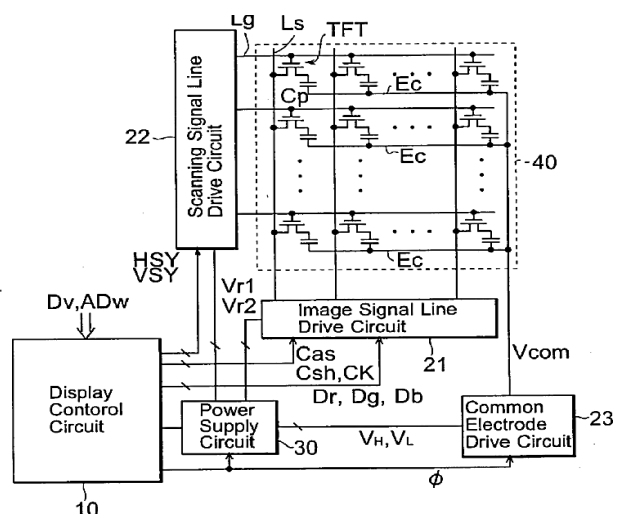 Lg
Ls
TFT
Cp
Ec
Ec
Ec
22
Scanning Signal Line
Drive Circuit
40
HSY
VSY
Vr1
Vr2
Dv,ADw
Image Signal Line
Drive Circuit
21
Vcom
Cas
Csh,CK
Dr, Dg, Db
Display
Contorol
Circuit
10
Power
Supply
Circuit
30
VH,VL
Common
Electrode
Drive Circuit
23
ϕ